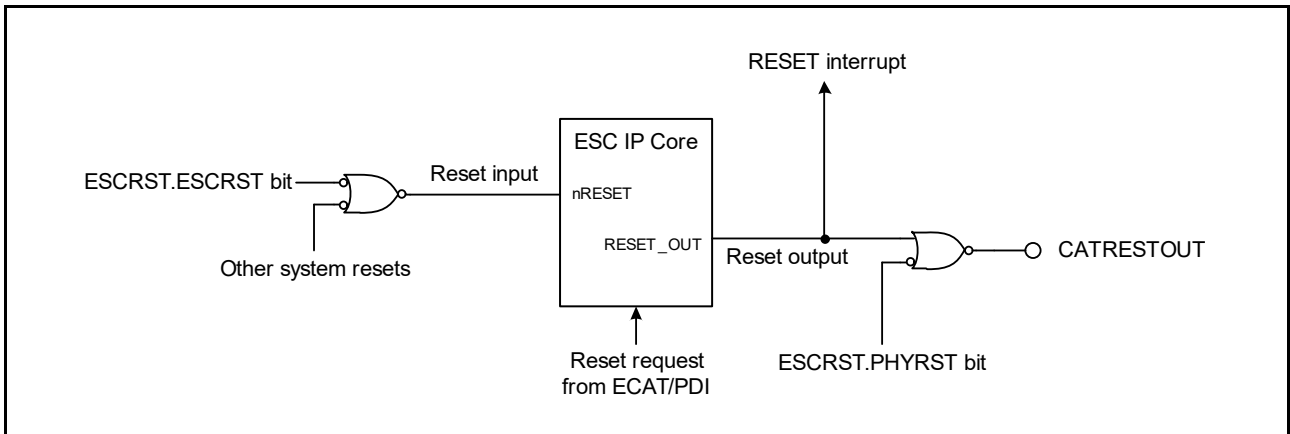 RESET interrupt
ESC IP Core
ESCRST.ESCRST bit
Reset input
nRESET
RESET_OUT
Other system resets
Reset output
CATRESTOUT
Reset request
from ECAT/PDI
ESCRST.PHYRST bit